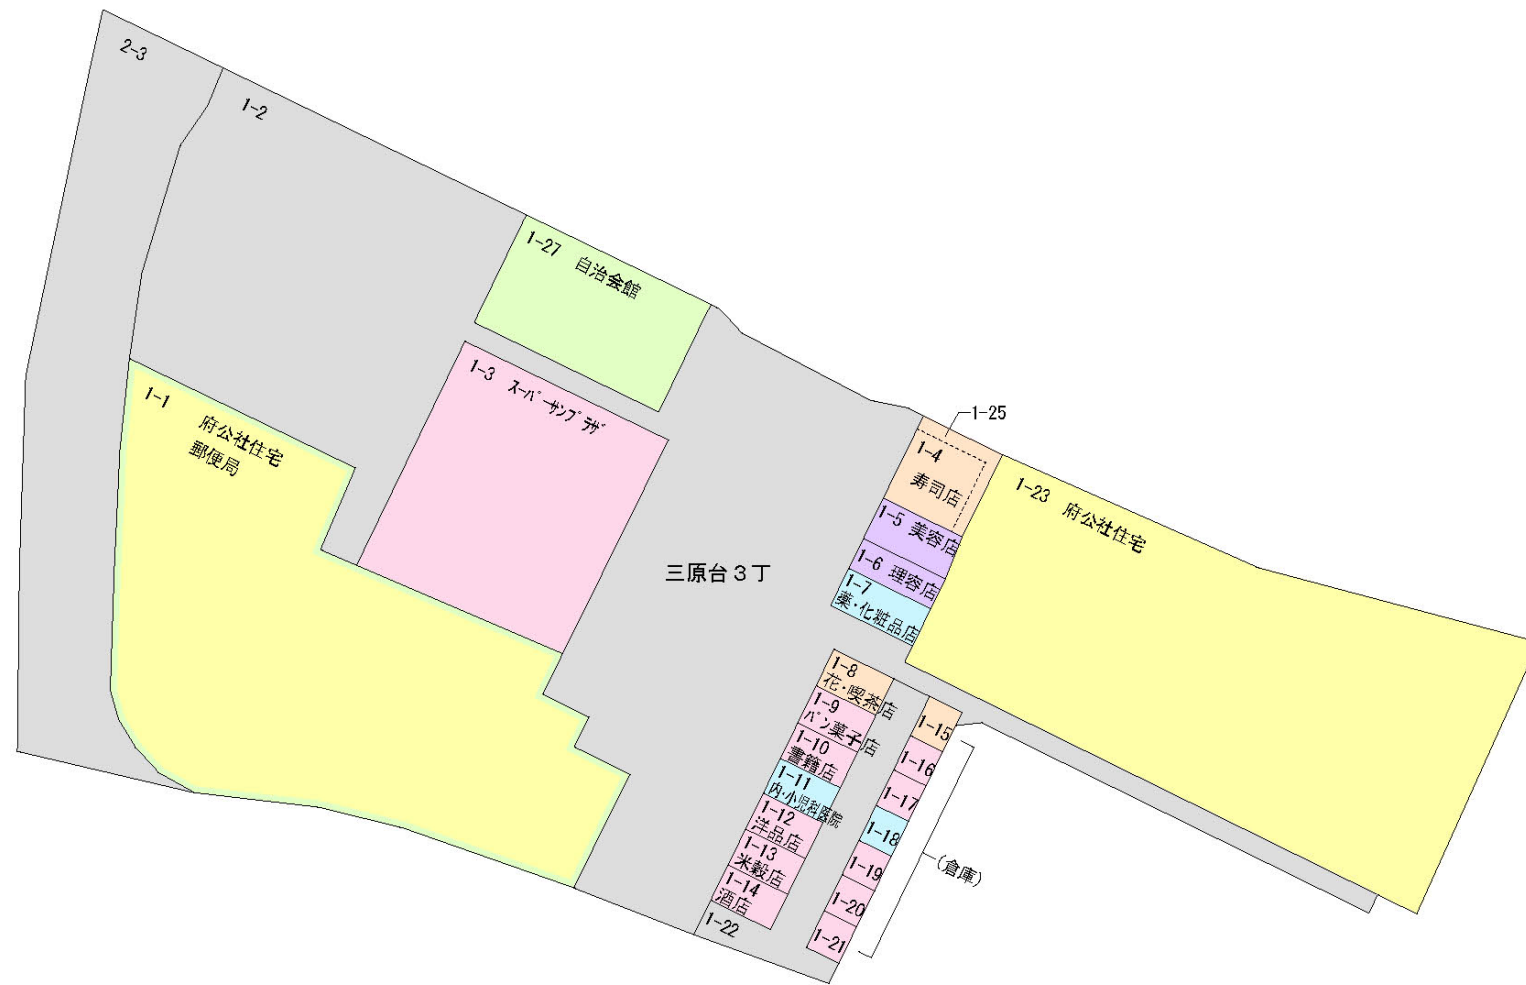 2-3
1-2
1-27 自治会館
1-3 ｽｰﾊﾟｰｻﾝﾌﾟﾗｻﾞ
1-1 府公社住宅
郵便局
三原台３丁
1-25
1-4
寿司店
1-5 美容店
1-6 理容店
1-7
薬・化粧品店
1-23 府公社住宅
1-8
花・喫茶店
1-9
ﾊﾟﾝ菓子店
1-10
書籍店
1-11
内・小児科医院
1-12
洋品店
1-13
米穀店
1-14
酒店
1-22
1-15
1-16
1-17
1-18
1-19
1-20
1-21
(倉庫)